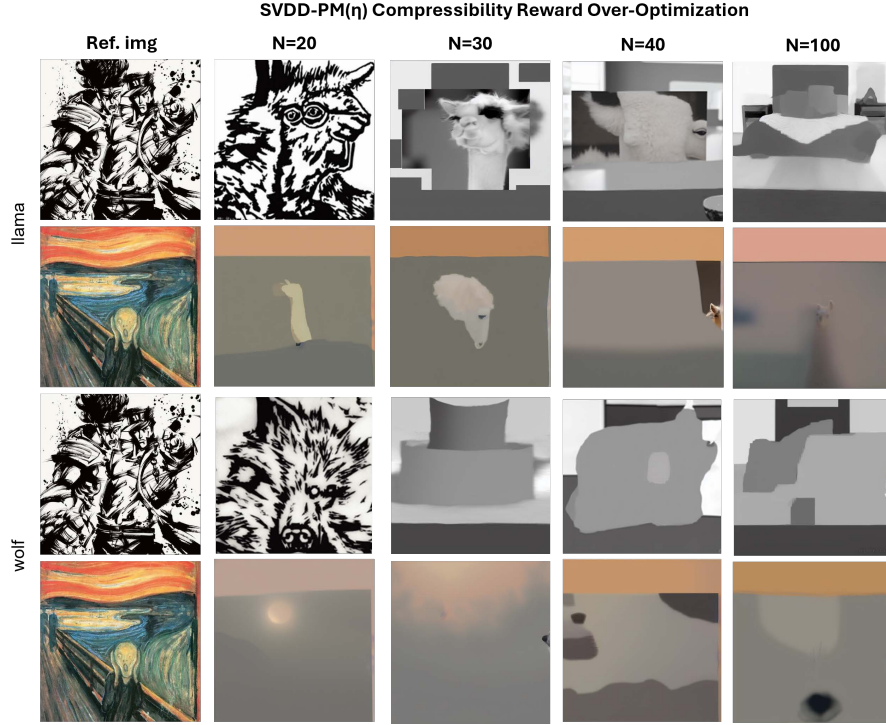 SVDD-PM(η) Compressibility Reward Over-Optimization
Ref. img N=20 N=30 N=40 N=100
llama
wolf